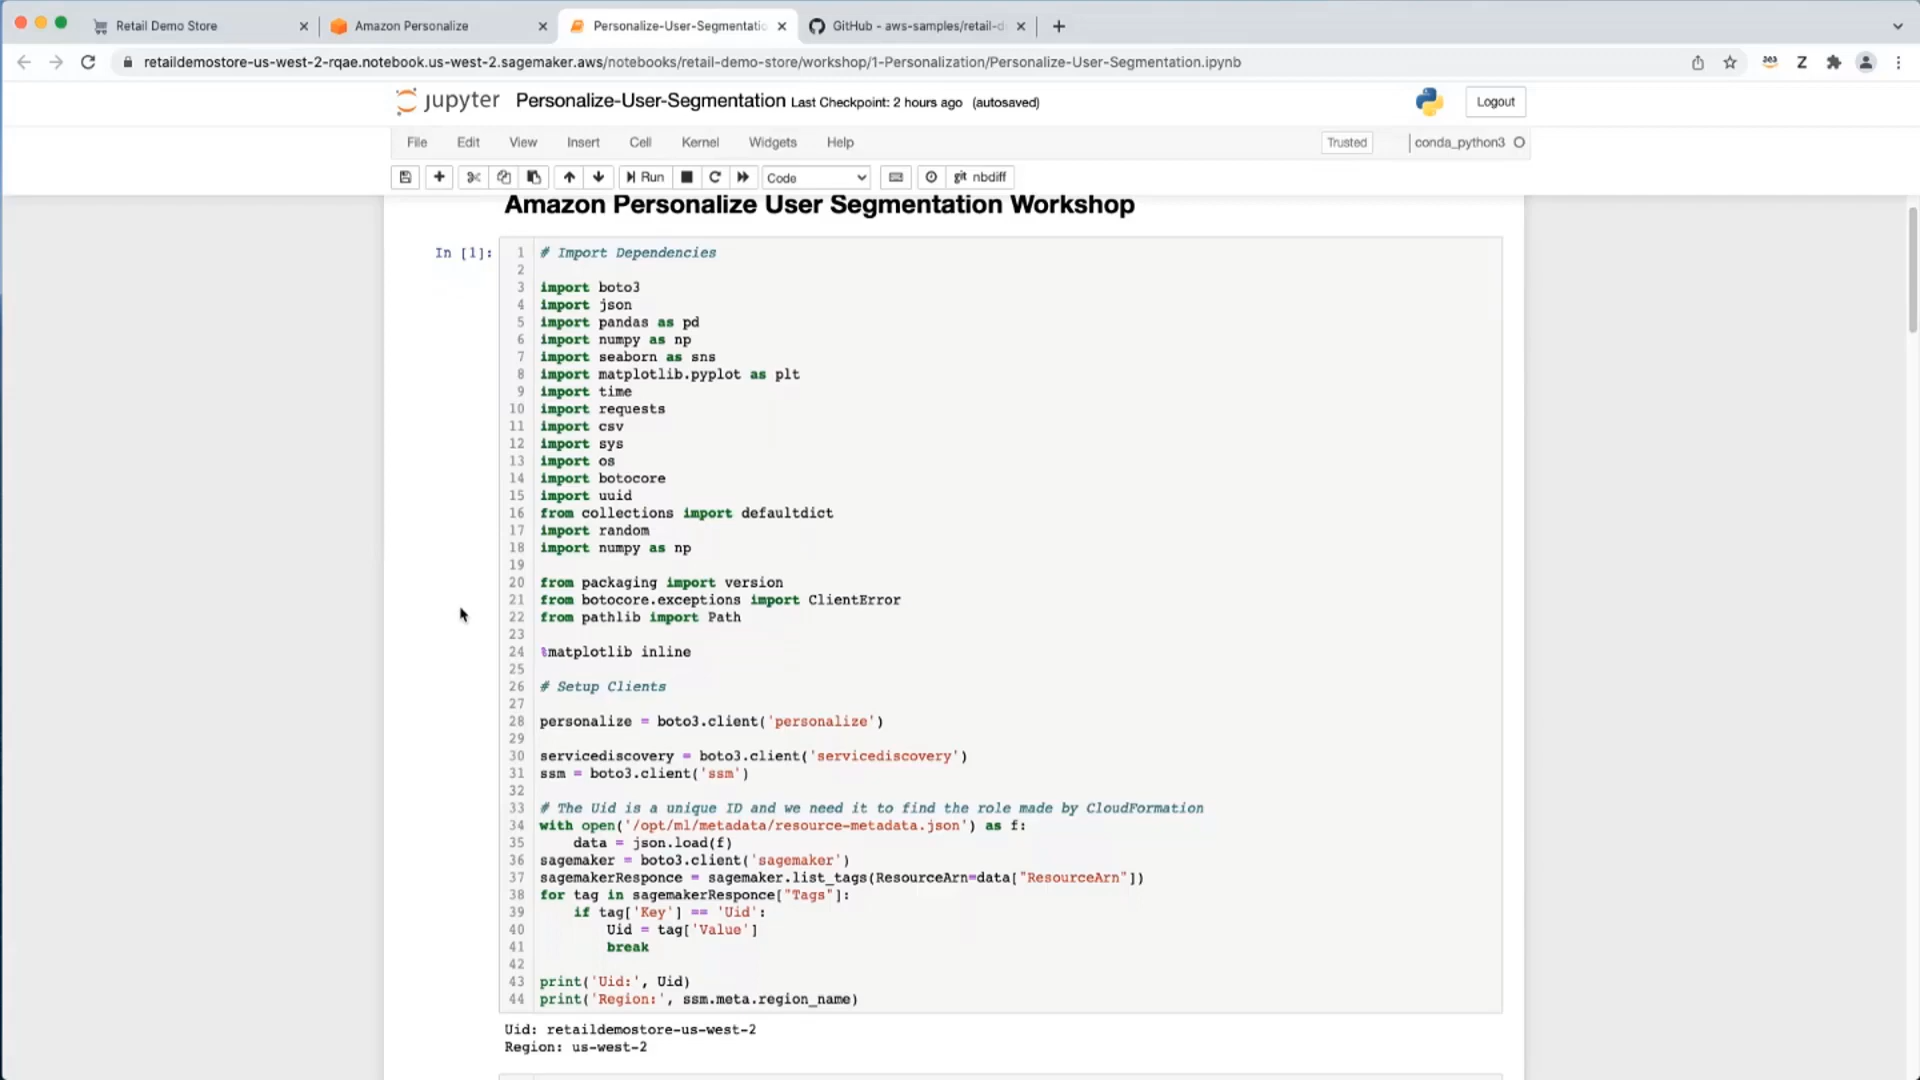 Retail Demo Store
Amazon Personalize
Personalize-User-Segmentatio
GitHub - aws-samples/retail-d
retaildemostore-us-west-2-rqae.notebook.us-west-2.sagemaker.aws/notebooks/retail-demo-store/workshop/1-Personalization/Personalize-User-Segmentation.ipynb
jupyter Personalize-User-Segmentation Last Checkpoint: 2 hours ago (autosaved)
Logout
File Edit View Insert Cell Kernel Widgets Help
Trusted
conda_python3
Run
Code
git nbdiff
Amazon Personalize User Segmentation Workshop
In [1]:
1 # Import Dependencies
2
3 import boto3
4 import json
5 import pandas as pd
6 import numpy as np
7 import seaborn as sns
8 import matplotlib.pyplot as plt
9 import time
10 import requests
11 import csv
12 import sys
13 import os
14 import botocore
15 import uuid
16 from collections import defaultdict
17 import random
18 import numpy as np
19
20 from packaging import version
21 from botocore.exceptions import ClientError
22 from pathlib import Path
23
24 %matplotlib inline
25
26 # Setup Clients
27
28 personalize = boto3.client('personalize')
29
30 servicediscovery = boto3.client('servicediscovery')
31 ssm = boto3.client('ssm')
32
33 # The Uid is a unique ID and we need it to find the role made by CloudFormation
34 with open('/opt/ml/metadata/resource-metadata.json') as f:
35 data = json.load(f)
36 sagemaker = boto3.client('sagemaker')
37 sagemakerResponce = sagemaker.list_tags(ResourceArn=data["ResourceArn"])
38 for tag in sagemakerResponce["Tags"]:
39 if tag['Key'] == 'Uid':
40 Uid = tag['Value']
41 break
42
43 print('Uid:', Uid)
44 print('Region:', ssm.meta.region_name)
Uid: retaildemostore-us-west-2
Region: us-west-2